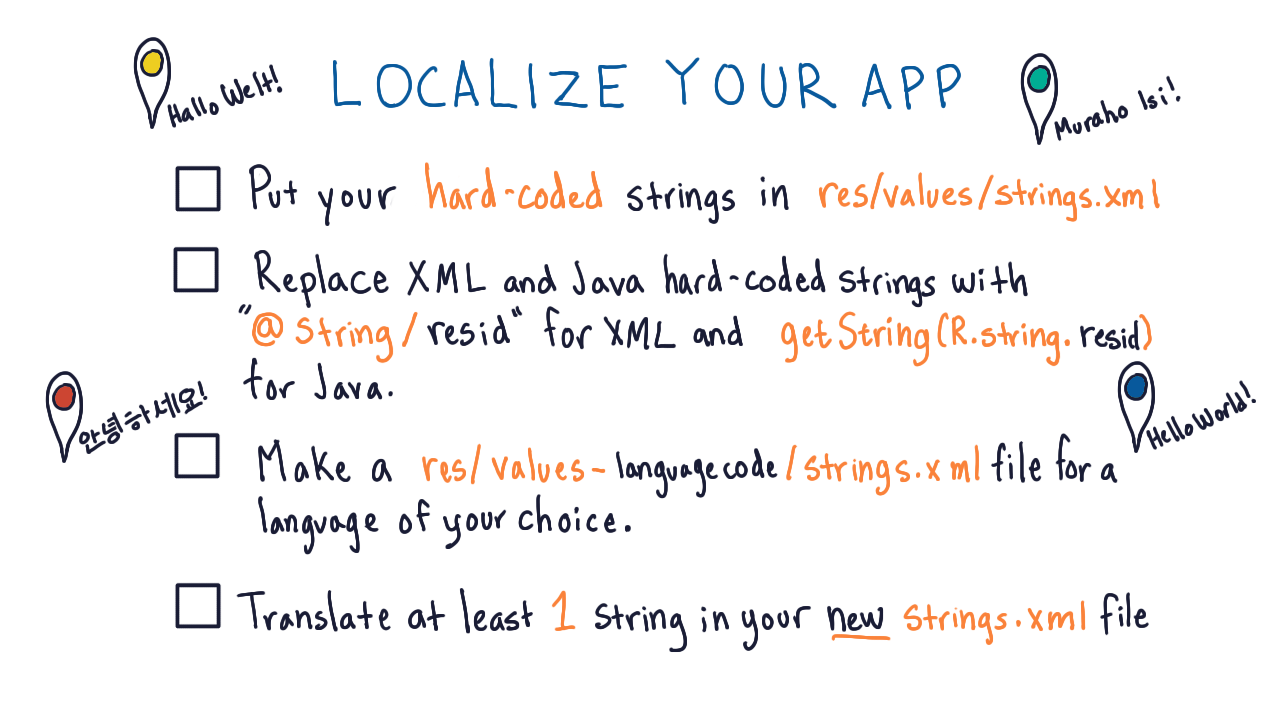 Hallo Welt!
LOCALIZE YOUR APP
Muraho Isi!
Put your hard-coded strings in res/values/strings.xml
Replace XML and Java hard-coded strings with
"@string/resid" for XML and getString(R.string.resid)
for Java.
안녕하세요!
Hello World!
Make a res/values-languagecode/strings.xml file for a
language of your choice.
Translate at least 1 string in your new strings.xml file